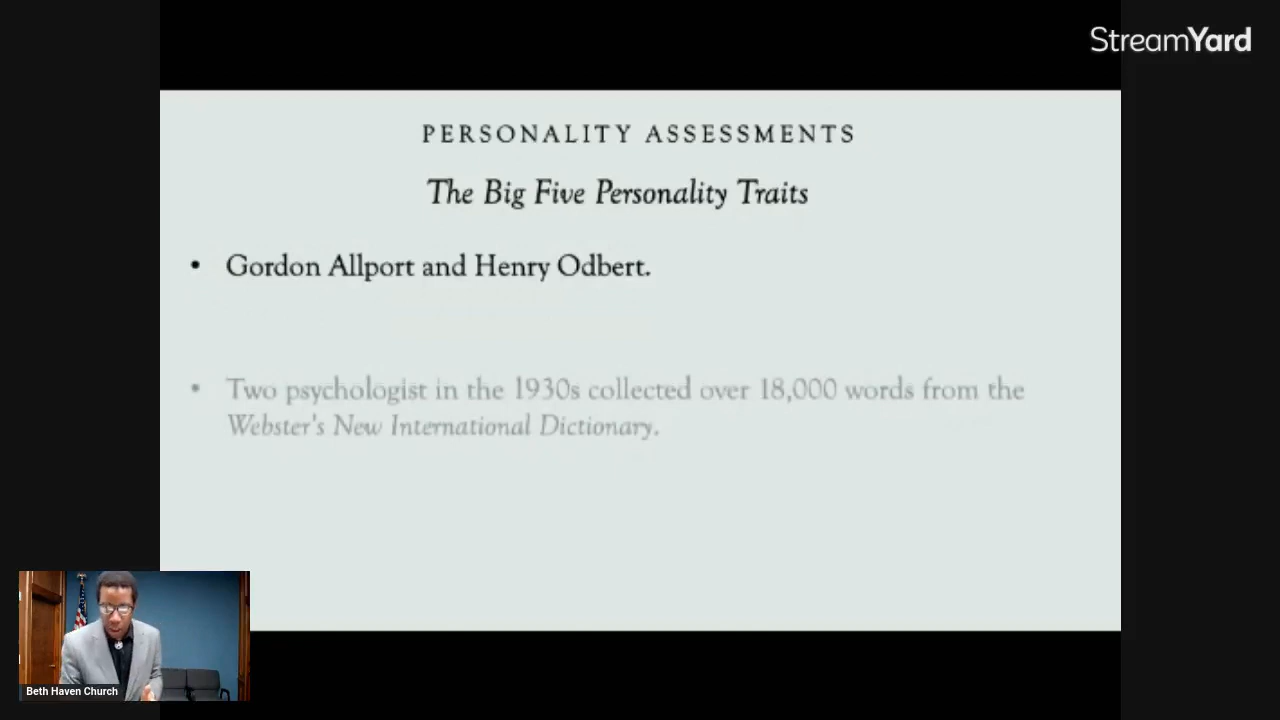 StreamYard
PERSONALITY ASSESSMENTS
The Big Five Personality Traits
• Gordon Allport and Henry Odbert.
• Two psychologist in the 1930s collected over 18,000 words from the
Webster's New International Dictionary.
Beth Haven Church